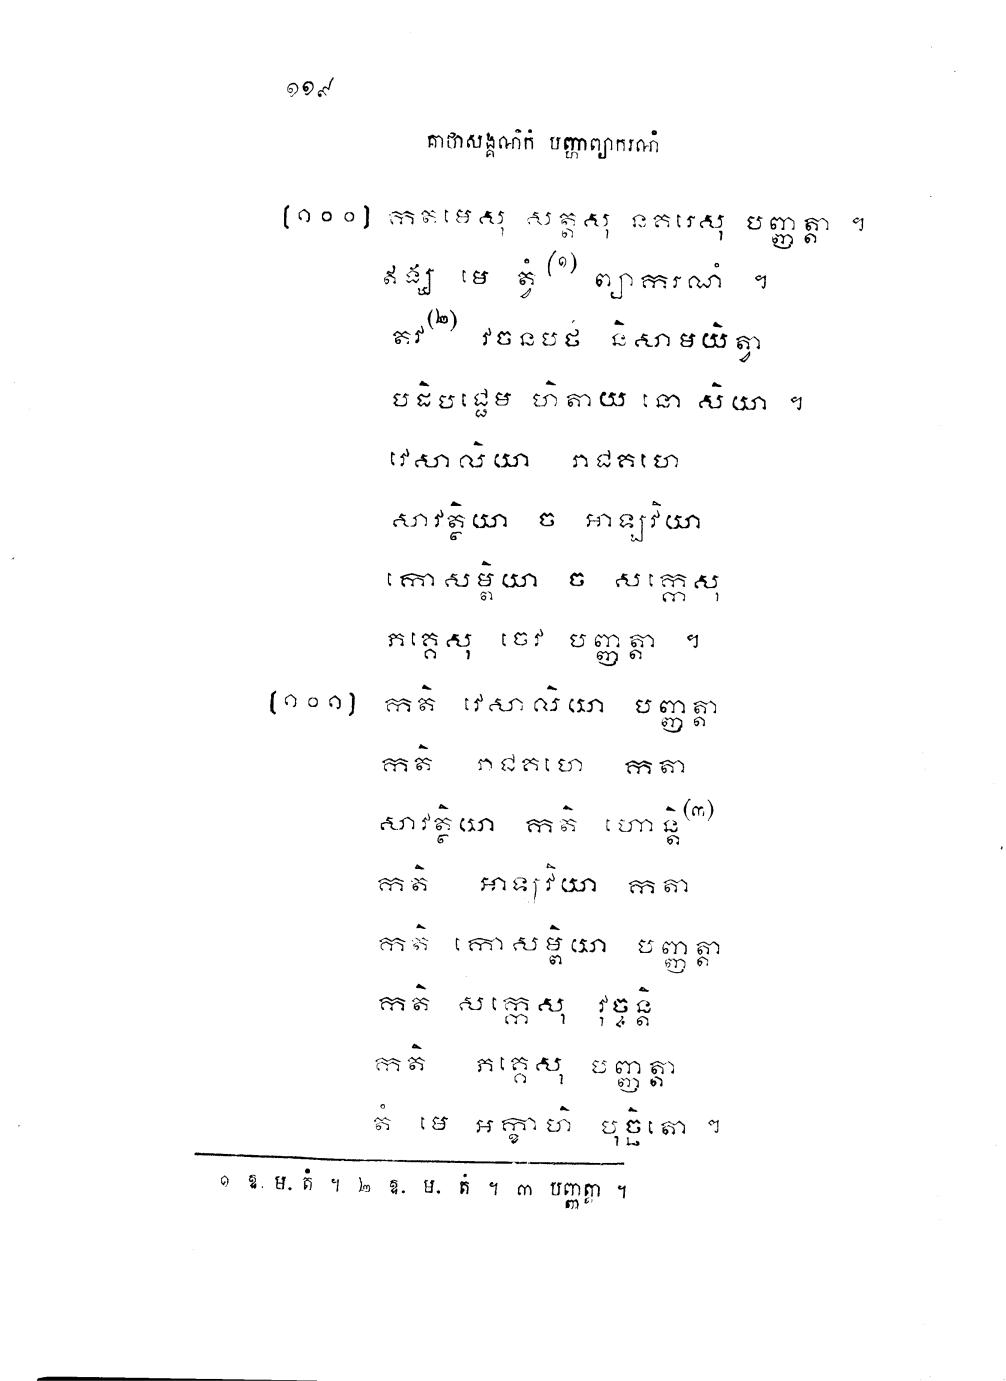 ១១៩
គាថាសង្គណិកំ បញ្ហាព្យាករណំ
(១០០) កតមេសុ សត្តសុ នគរេសុ បញ្ញត្តា ។
ឥង្ឃ មេ ត្វំ(១) ព្យាករណំ ។
តវ(២) វចនបថំ និសាមយិត្វា
បដិបជ្ជេម ហិតាយ នោ សិយា ។
វេសាលិយា រាជគហេ
សាវត្ថិយា ច អាឡវិយា
កោសម្ពិយា ច សក្កេសុ
ភគ្គេសុ ចេវ បញ្ញត្តា ។
(១០១) កតិ វេសាលិយា បញ្ញត្តា
កតិ រាជគហេ កតា
សាវត្ថិយា កតិ ហោន្តិ(៣)
កតិ អាឡវិយា កតា
កតិ កោសម្ពិយា បញ្ញត្តា
កតិ សក្កេសុ វុច្ចន្តិ
កតិ ភគ្គេសុ បញ្ញត្តា
តំ មេ អក្ខាហិ បុច្ឆិតោ ។
១ ឱ. ម. តំ ។ ២ ឱ. ម. តំ ។ ៣ បញ្ញត្តា ។